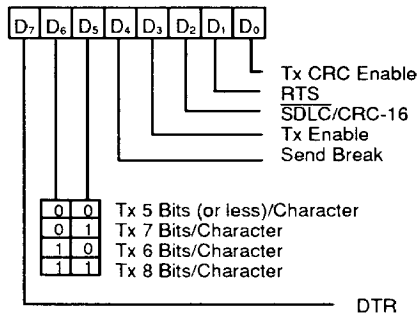 D7 D6 D5 D4 D3 D2 D1 D0
Tx CRC Enable
RTS
SDLC/CRC-16
Tx Enable
Send Break
0 0 Tx 5 Bits (or less)/Character
0 1 Tx 7 Bits/Character
1 0 Tx 6 Bits/Character
1 1 Tx 8 Bits/Character
DTR